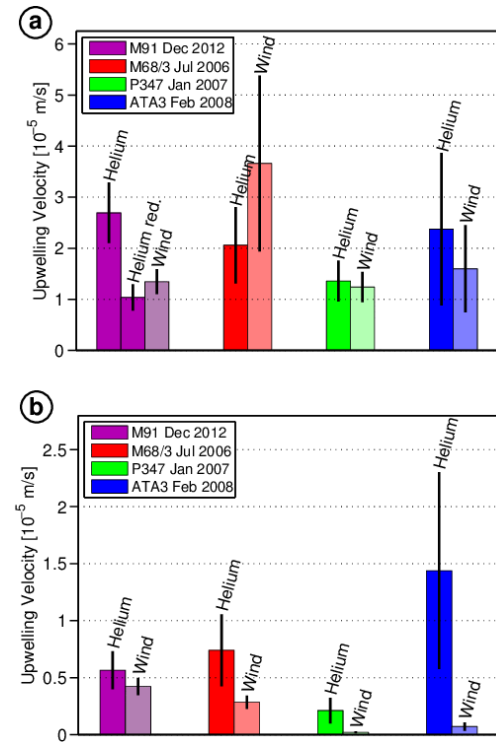 a
M91 Dec 2012
M68/3 Jul 2006
P347 Jan 2007
ATA3 Feb 2008
Upwelling Velocity [10⁻⁵ m/s]
6
5
4
3
2
1
0
Helium
Helium red.
Wind
Helium
Wind
Helium
Wind
Helium
Wind
b
M91 Dec 2012
M68/3 Jul 2006
P347 Jan 2007
ATA3 Feb 2008
Upwelling Velocity [10⁻⁵ m/s]
2.5
2
1.5
1
0.5
0
Helium
Wind
Helium
Wind
Helium
Wind
Helium
Wind